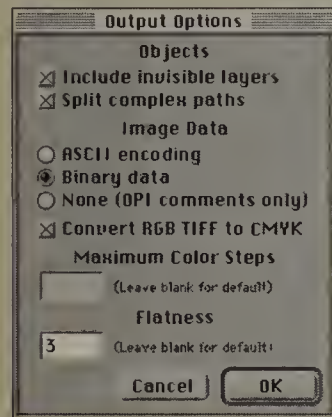 Output Options
Objects
Include invisible layers
Split complex paths
Image Data
ASCII encoding
Binary data
None (OPI comments only)
Convert RGB TIFF to CMYK
Maximum Color Steps
(Leave blank for default)
Flatness
3 (Leave blank for default)
Cancel OK